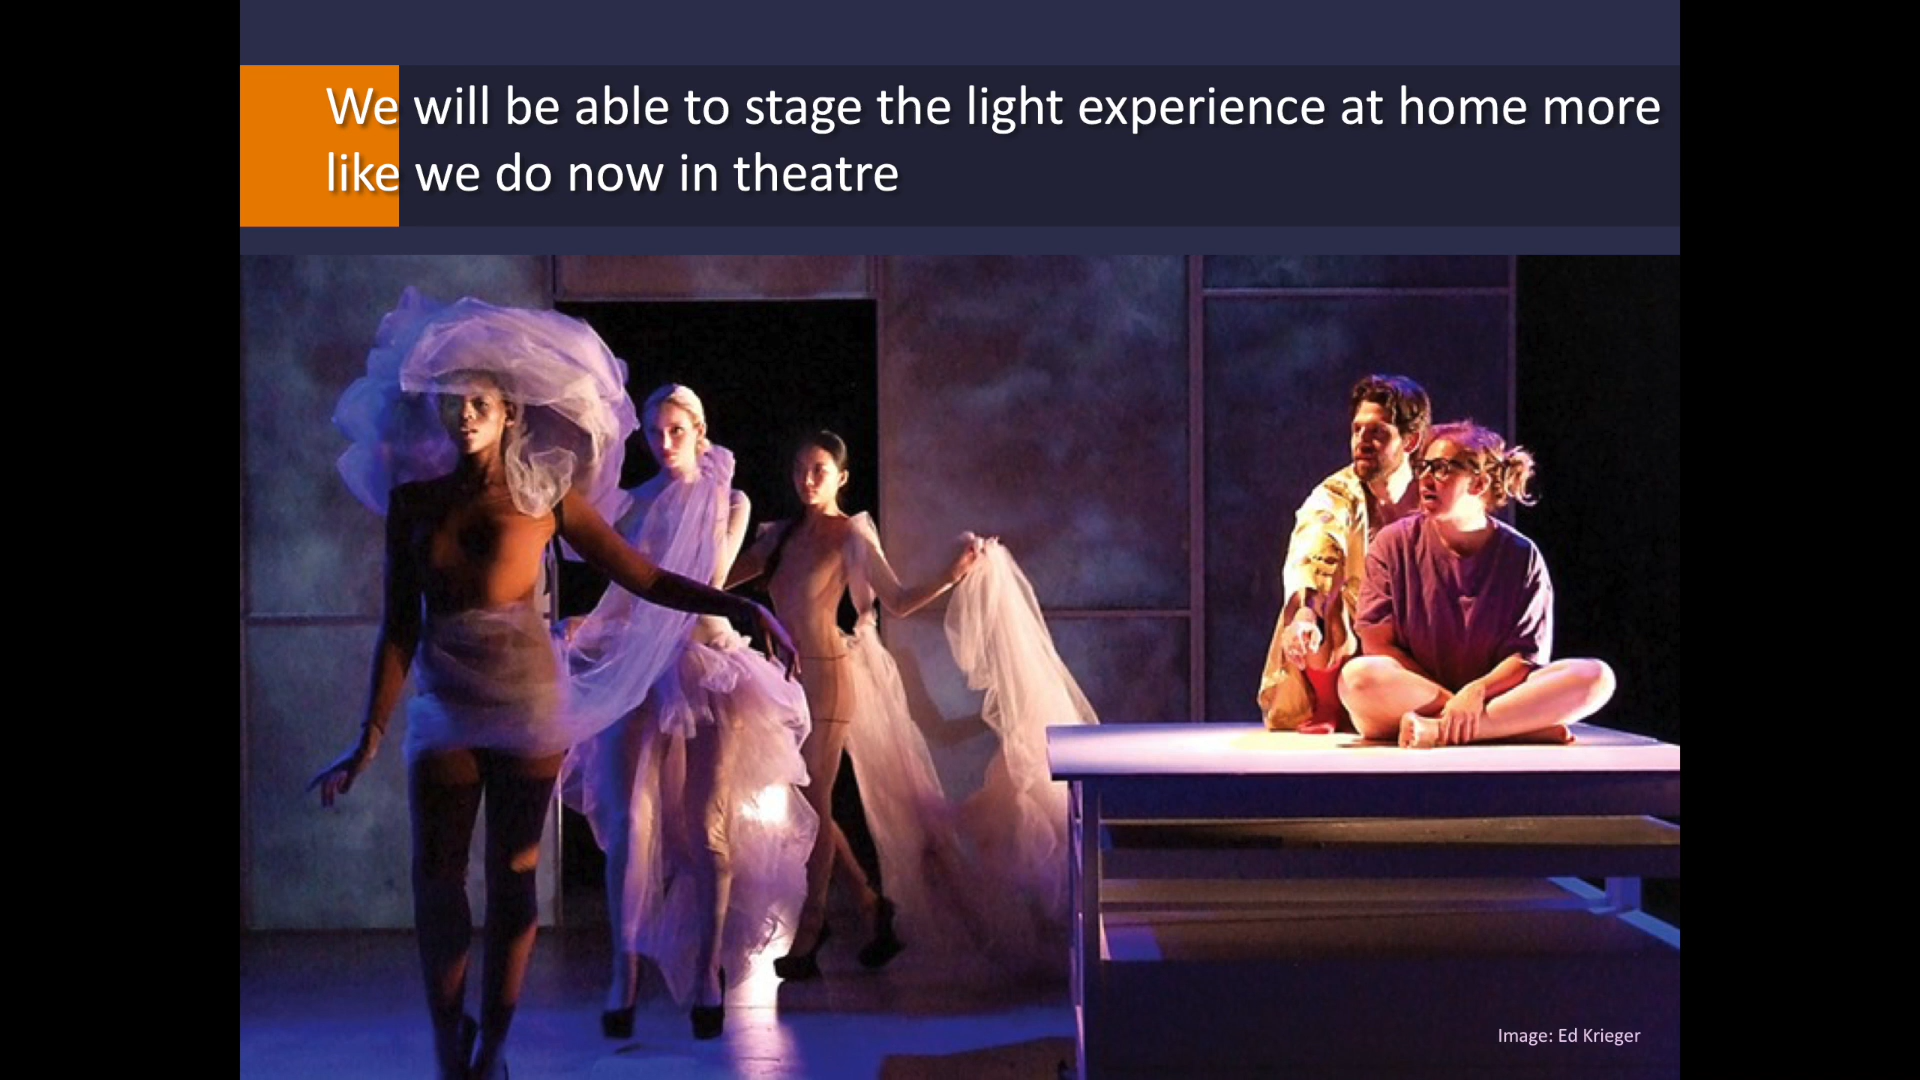 We will be able to stage the light experience at home more
like we do now in theatre
Image: Ed Krieger